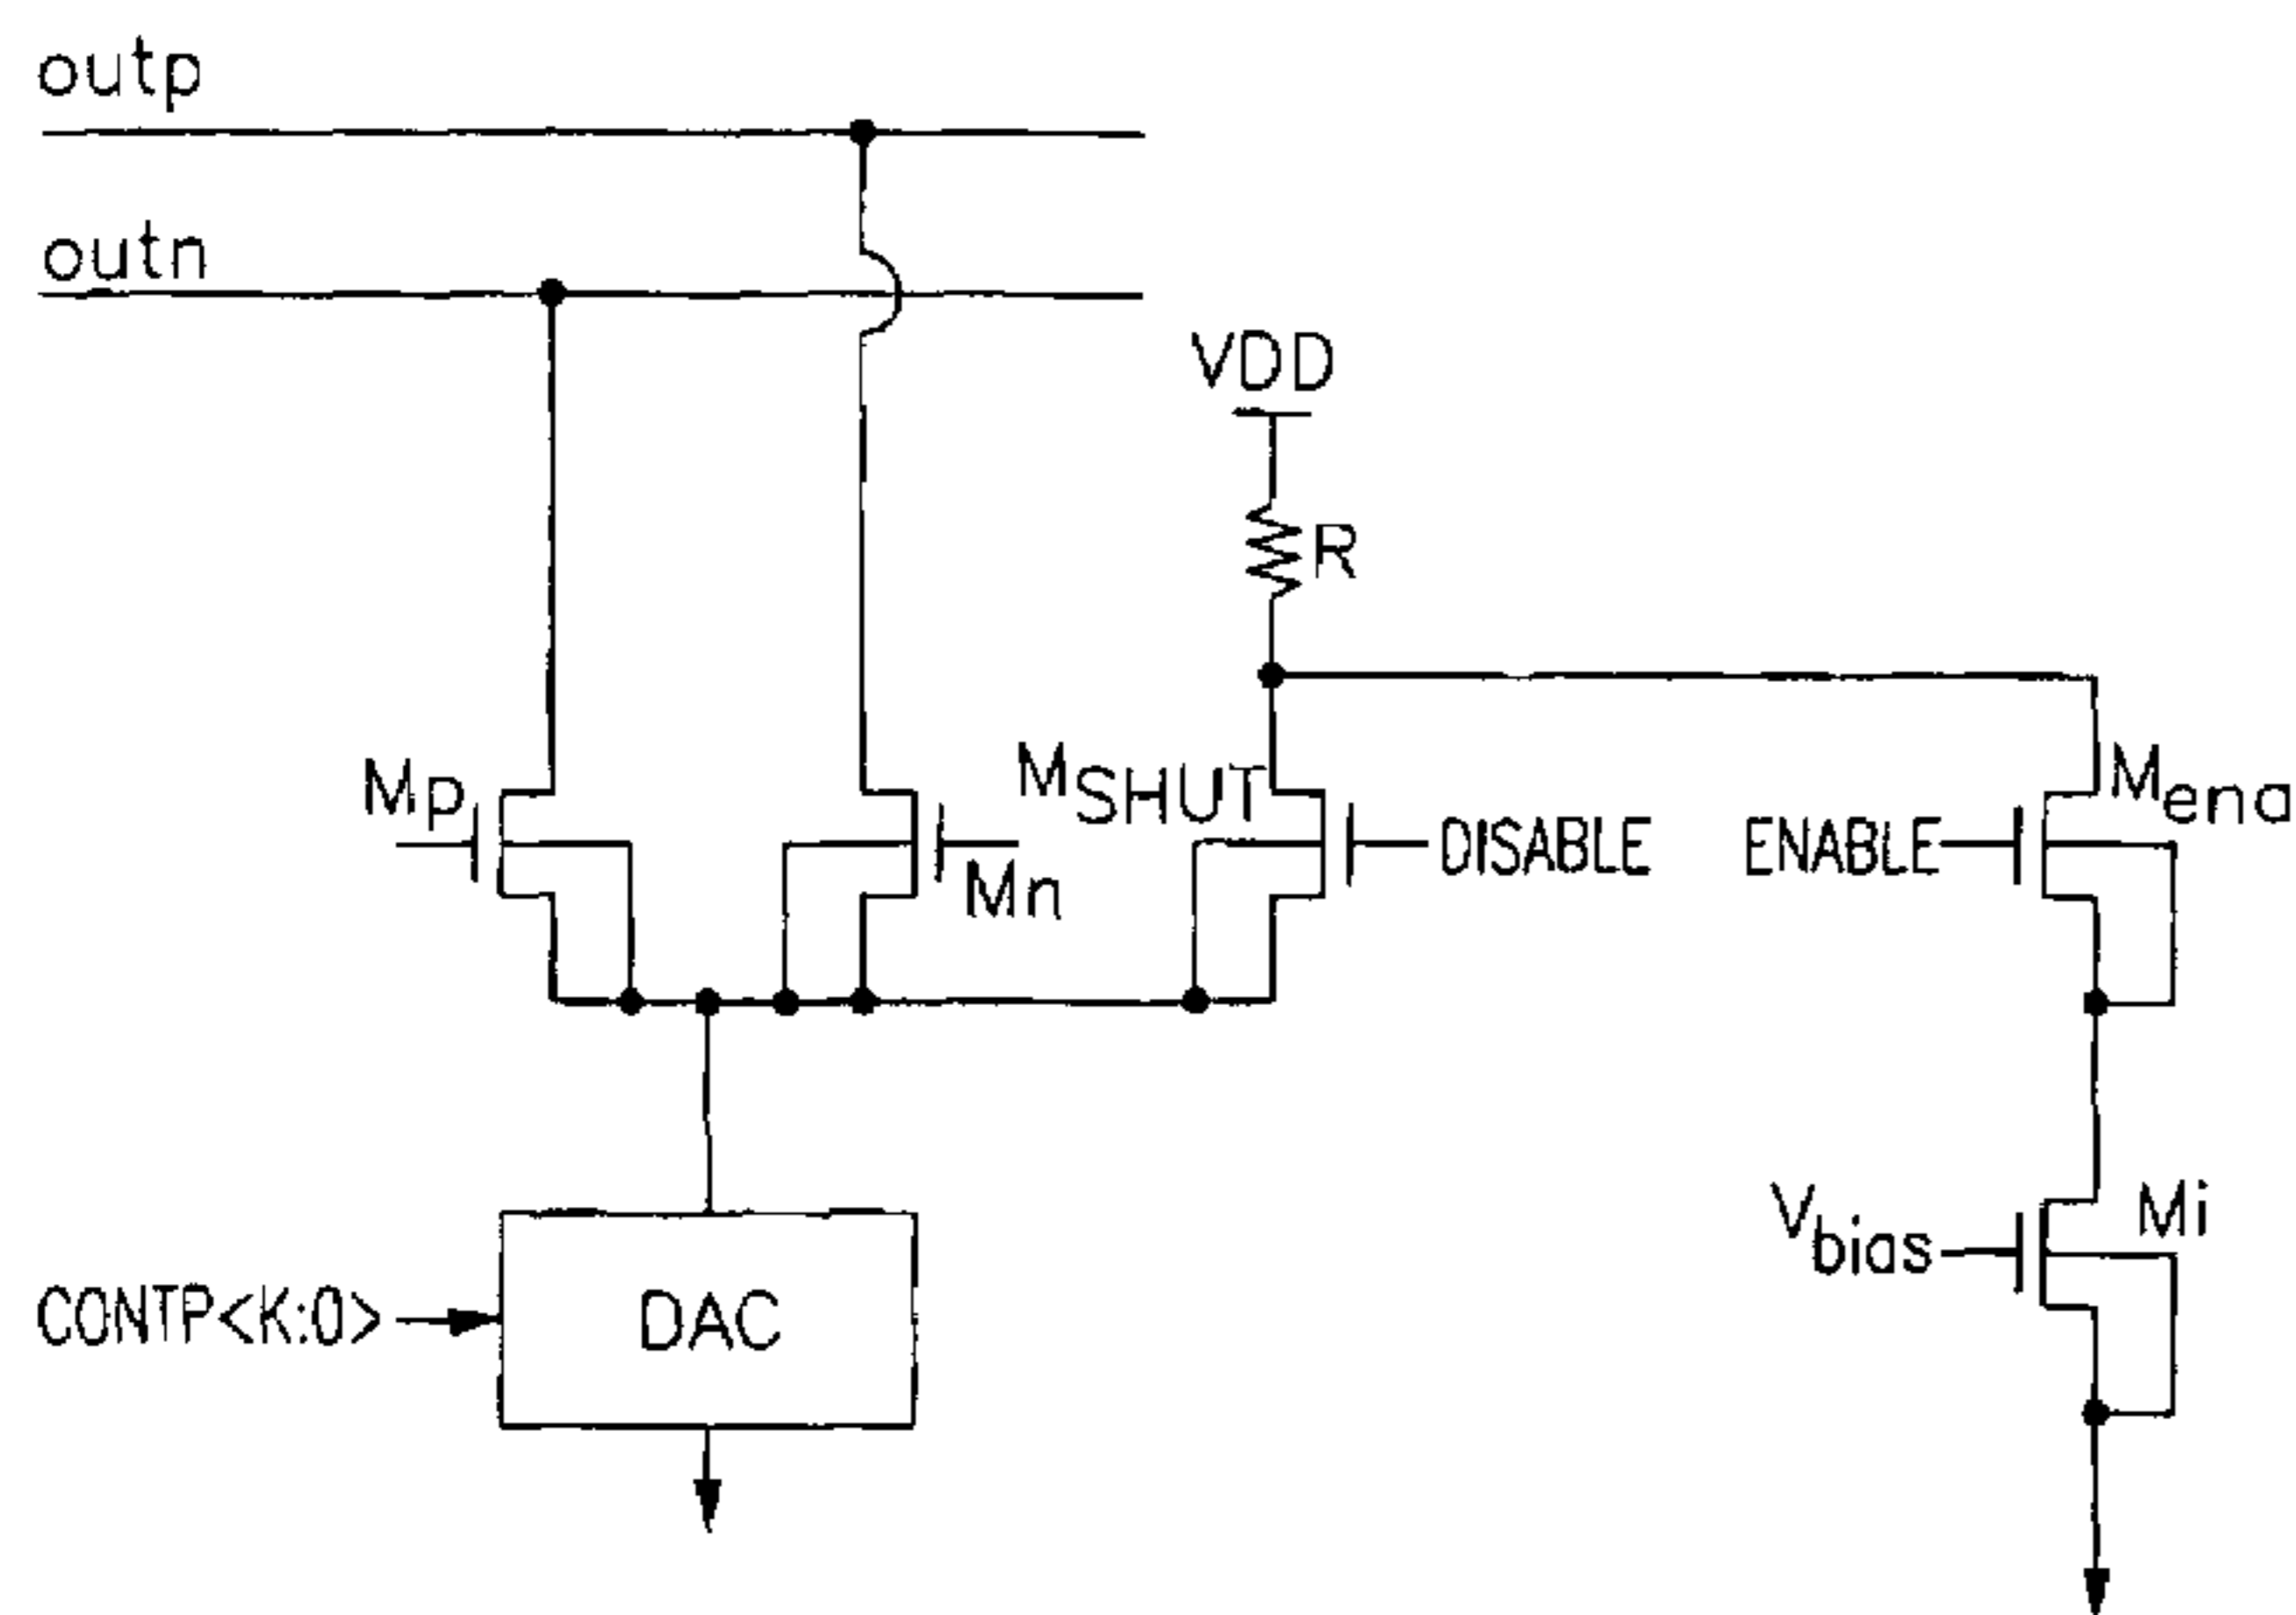 outp
outn
VDD
R
Mp
Mn
MSHUT
DISABLE
ENABLE
Mena
Vbias
Mi
CONTP<K:0>
DAC